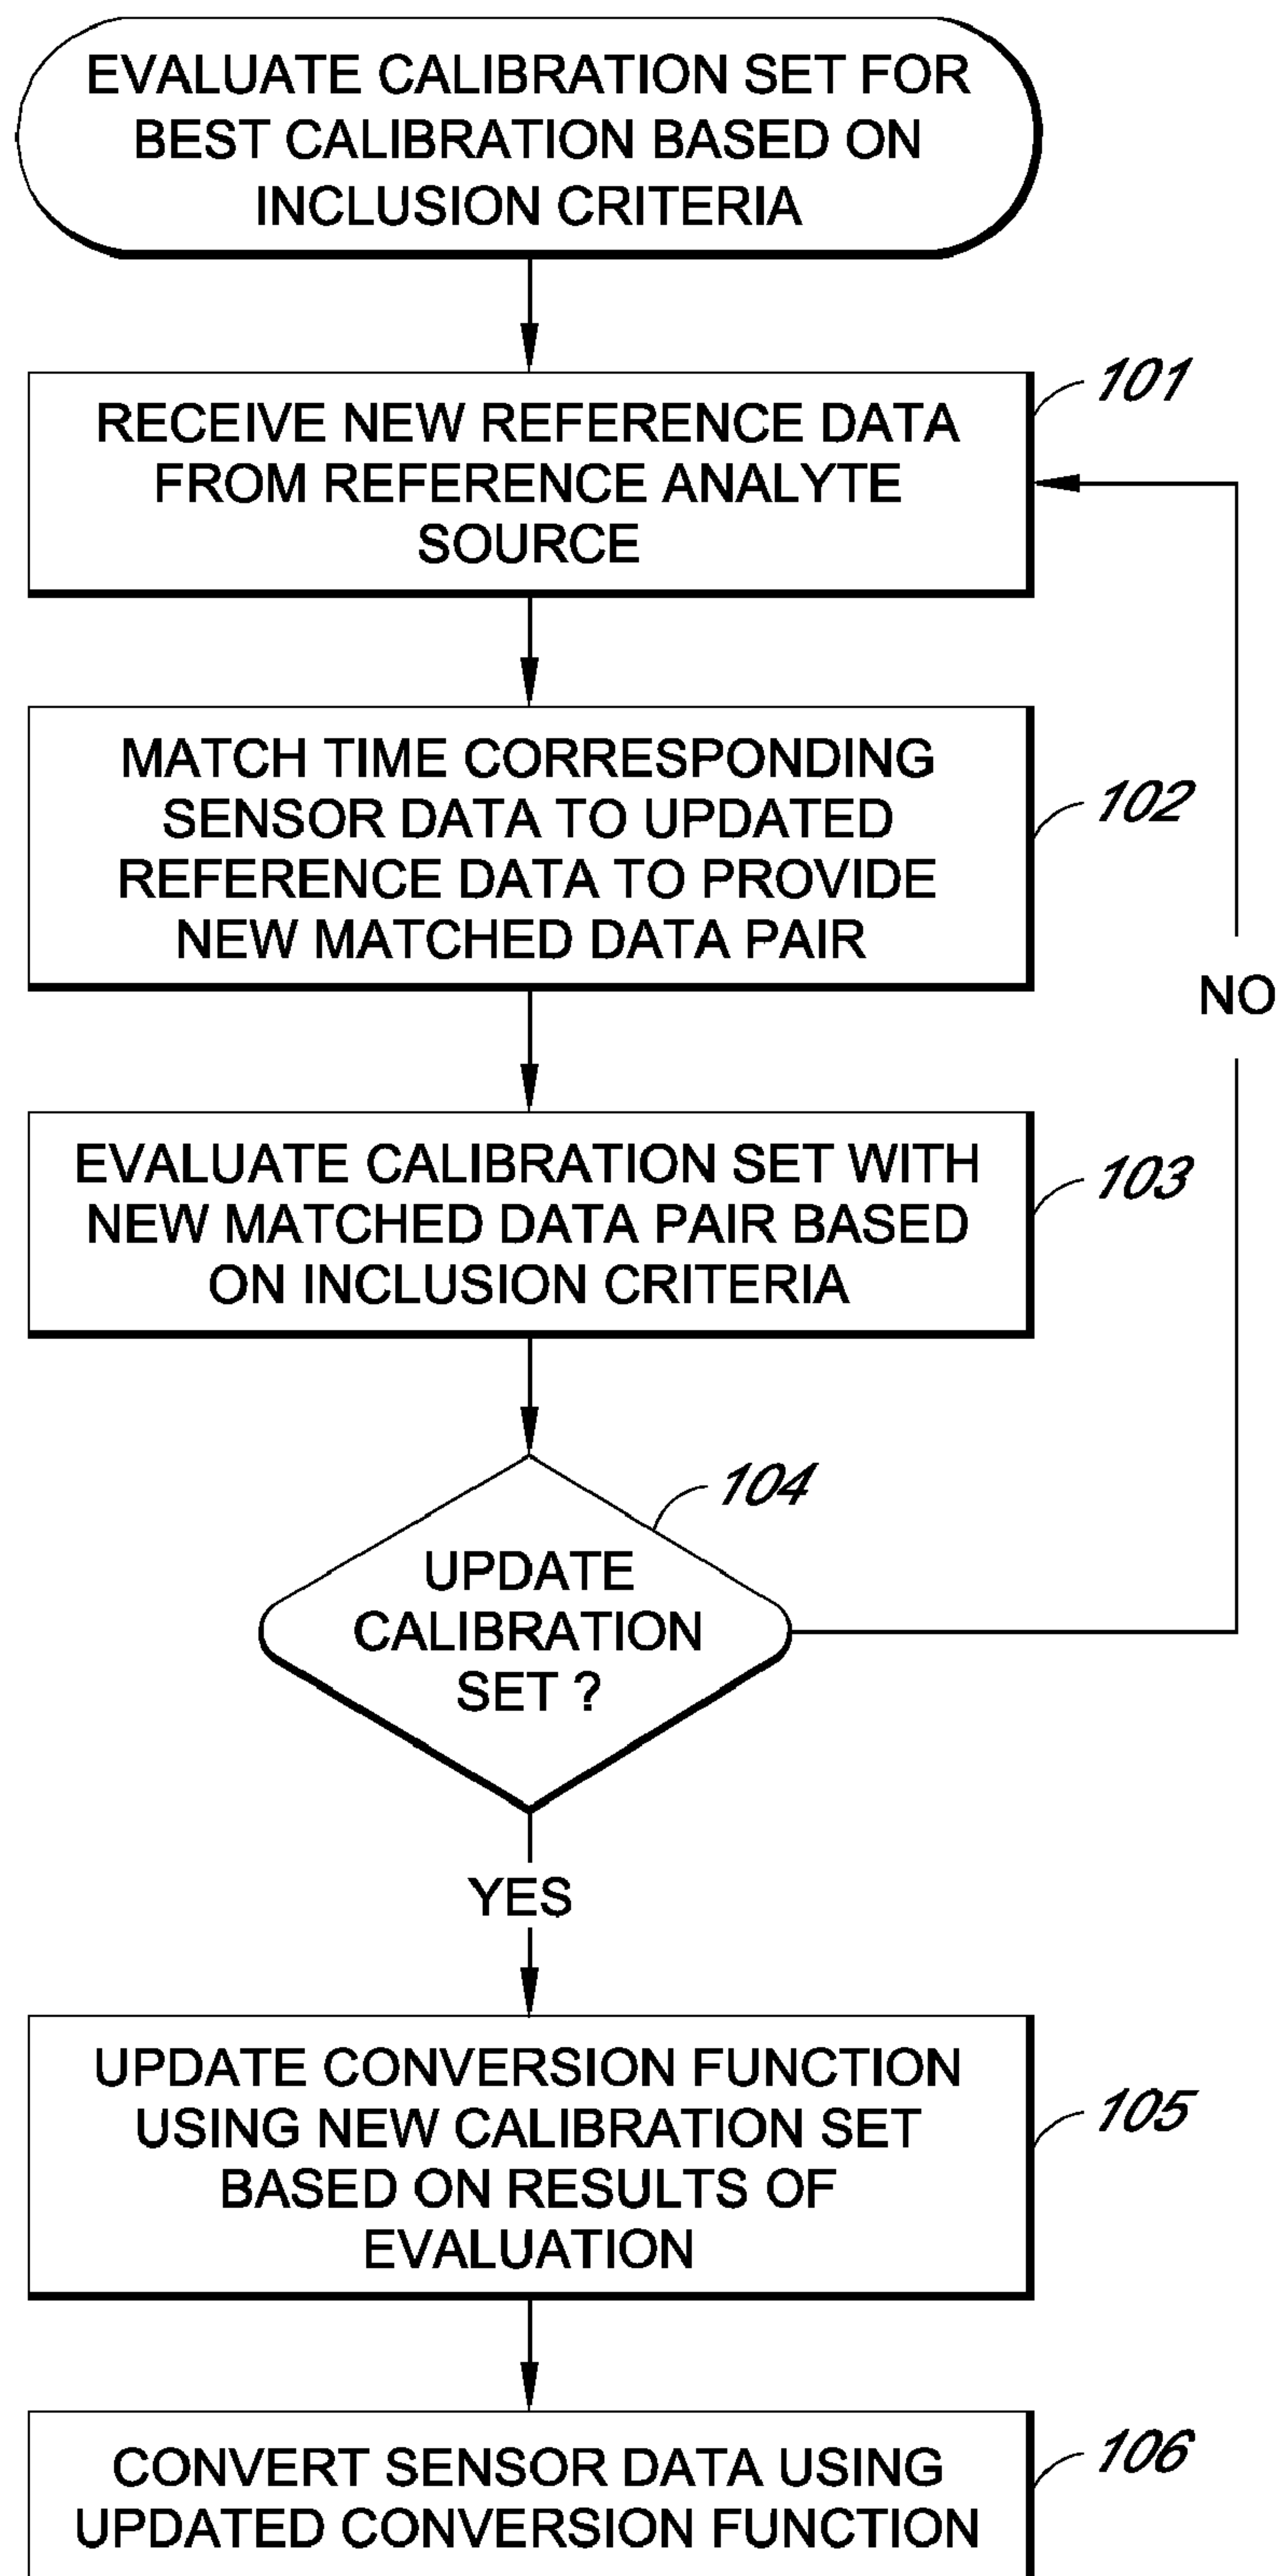 EVALUATE CALIBRATION SET FOR
BEST CALIBRATION BASED ON
INCLUSION CRITERIA
101
RECEIVE NEW REFERENCE DATA
FROM REFERENCE ANALYTE
SOURCE
102
MATCH TIME CORRESPONDING
SENSOR DATA TO UPDATED
REFERENCE DATA TO PROVIDE
NEW MATCHED DATA PAIR
NO
103
EVALUATE CALIBRATION SET WITH
NEW MATCHED DATA PAIR BASED
ON INCLUSION CRITERIA
104
UPDATE
CALIBRATION
SET ?
YES
105
UPDATE CONVERSION FUNCTION
USING NEW CALIBRATION SET
BASED ON RESULTS OF
EVALUATION
106
CONVERT SENSOR DATA USING
UPDATED CONVERSION FUNCTION